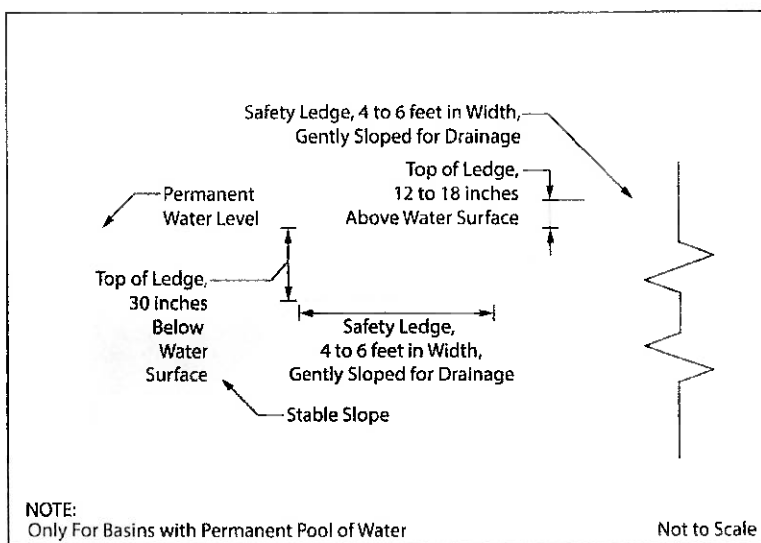 Safety Ledge, 4 to 6 feet in Width,
Gently Sloped for Drainage
Top of Ledge,
12 to 18 inches
Above Water Surface
Permanent
Water Level
Top of Ledge,
30 inches
Below
Water
Surface
Safety Ledge,
4 to 6 feet in Width,
Gently Sloped for Drainage
Stable Slope
NOTE:
Only For Basins with Permanent Pool of Water
Not to Scale